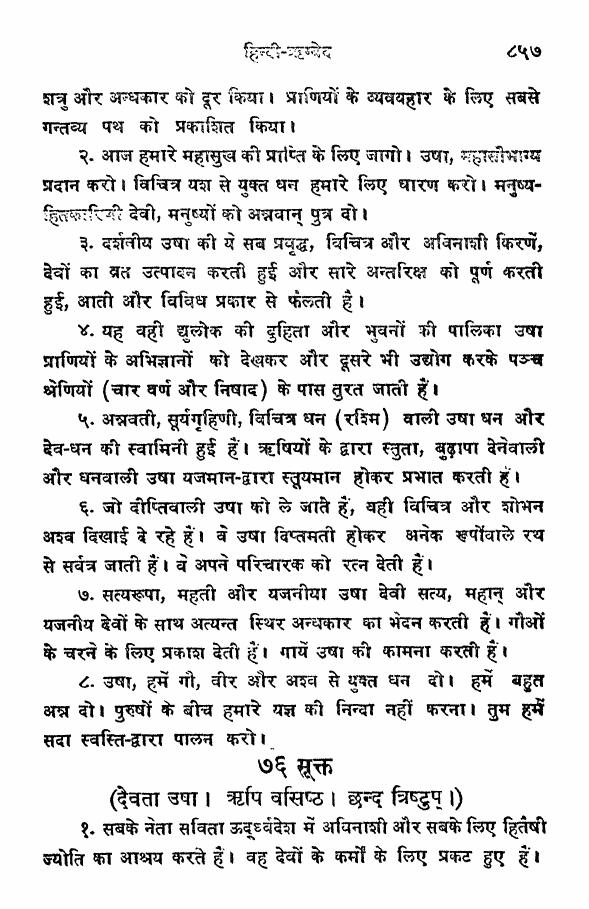 हिन्दी-ऋग्वेद ८५७
शत्रु और अन्धकार को दूर किया। प्राणियों के व्यवयहार के लिए सबसे
गन्तव्य पथ को प्रकाशित किया।
२. आज हमारे महासुख की प्राप्ति के लिए जागो। उषा, महासौभाग्य
प्रदान करो। विचित्र यश से युक्त धन हमारे लिए धारण करो। मनुष्य-
हितकारिणी देवी, मनुष्यों को अन्नवान् पुत्र दो।
३. दर्शनीय उषा की ये सब प्रवृद्ध, विचित्र और अविनाशी किरणें,
देवों का व्रत उत्पादन करती हुई और सारे अन्तरिक्ष को पूर्ण करती
हुई, आती और विविध प्रकार से फैलती हैं।
४. यह वही द्युलोक की दुहिता और भुवनों की पालिका उषा
प्राणियों के अभिज्ञानों को देखकर और दूसरे भी उद्योग करके पञ्च
श्रेणियों (चार वर्ण और निषाद) के पास तुरत जाती हैं।
५. अन्नवती, सूर्यगृहिणी, विचित्र धन (रश्मि) वाली उषा धन और
देव-धन की स्वामिनी हुई हैं। ऋषियों के द्वारा स्तुता, बुढ़ापा देनेवाली
और धनवाली उषा यजमान-द्वारा स्तूयमान होकर प्रभात करती हैं।
६. जो दीप्तिवाली उषा को ले जाते हैं, वही विचित्र और शोभन
अश्व दिखाई दे रहे हैं। वे उषा विप्तमती होकर अनेक रूपोंवाले रथ
से सर्वत्र जाती हैं। वे अपने परिचारक को रत्न देती हैं।
७. सत्यरूपा, महती और यजनीया उषा देवी सत्य, महान् और
यजनीय देवों के साथ अत्यन्त स्थिर अन्धकार का भेदन करती हैं। गौओं
के चरने के लिए प्रकाश देती हैं। गायें उषा की कामना करती हैं।
८. उषा, हमें गौ, वीर और अश्व से युक्त धन दो। हमें बहुत
अन्न दो। पुरुषों के बीच हमारे यज्ञ की निन्दा नहीं करना। तुम हमें
सदा स्वस्ति-द्वारा पालन करो।
७६ सूक्त
(देवता उषा। ऋषि वसिष्ठ। छन्द त्रिष्टुप्।)
१. सबके नेता सविता ऊद्र्ध्वदेश में अविनाशी और सबके लिए हितैषी
ज्योति का आश्रय करते हैं। वह देवों के कर्मों के लिए प्रकट हुए हैं।